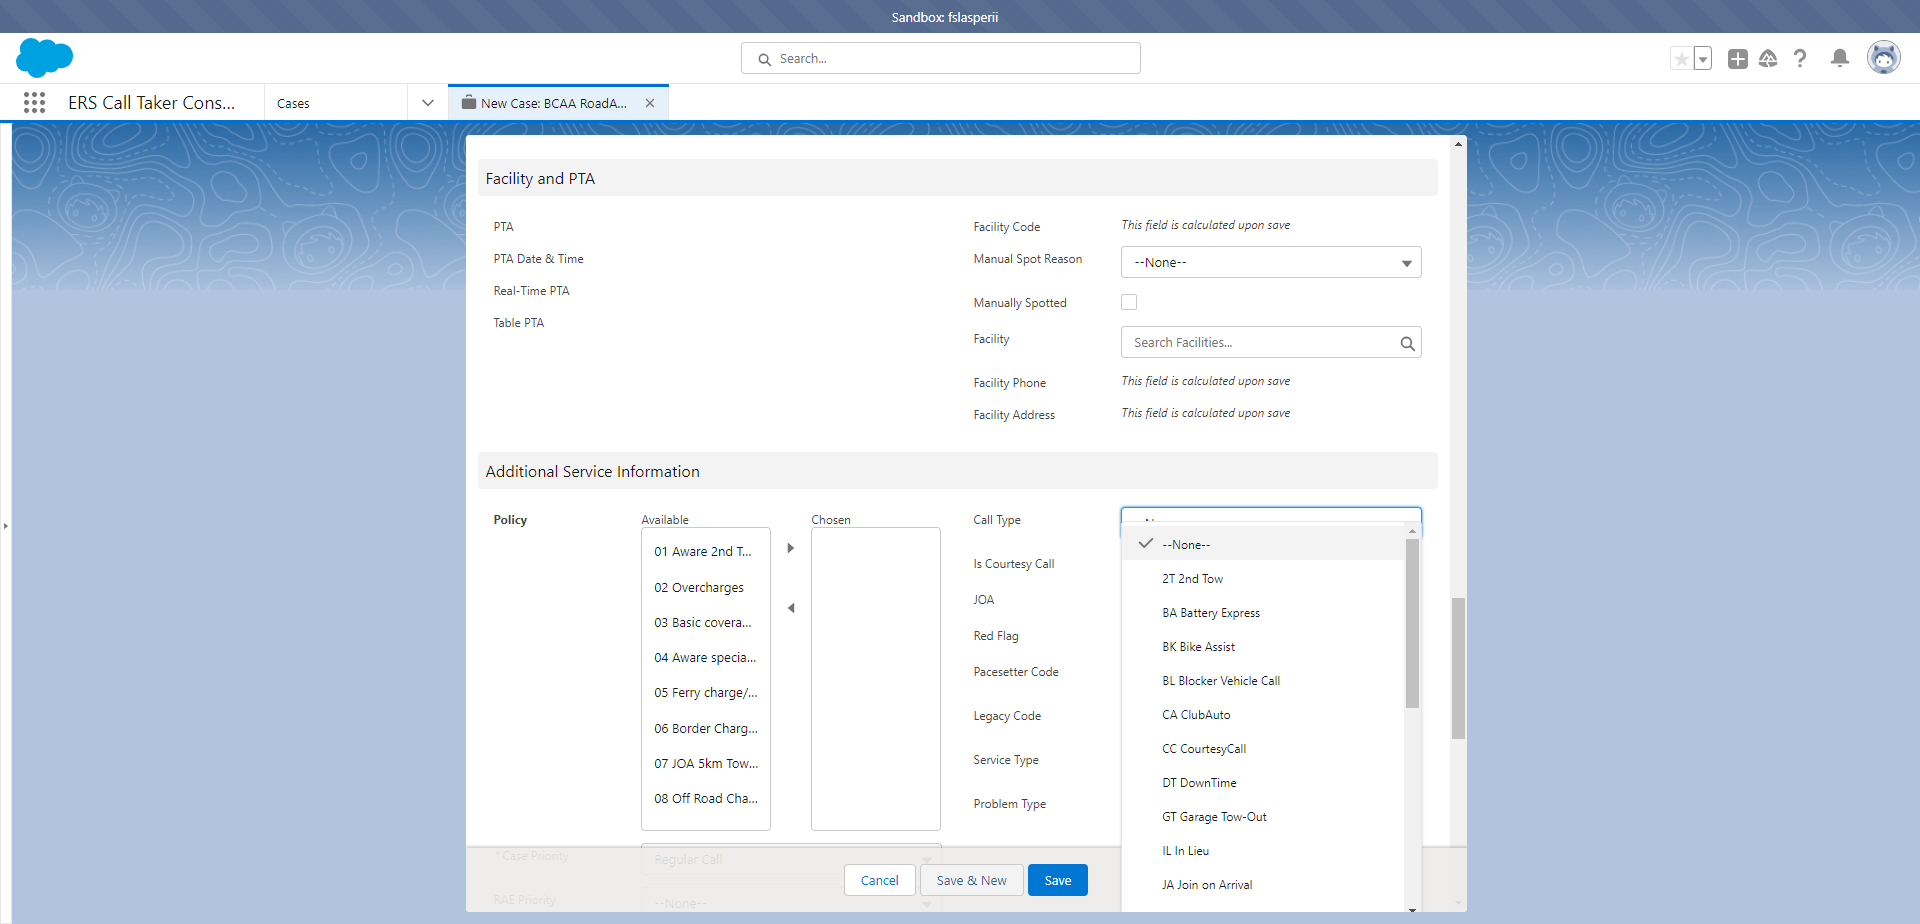 Sandbox: fslasperii
Search...
ERS Call Taker Cons...
Cases
New Case: BCAA RoadA...
Facility and PTA
PTA
PTA Date & Time
Real-Time PTA
Table PTA
Facility Code
This field is calculated upon save
Manual Spot Reason
--None--
Manually Spotted
Facility
Search Facilities...
Facility Phone
This field is calculated upon save
Facility Address
This field is calculated upon save
Additional Service Information
Policy
Available
01 Aware 2nd T...
02 Overcharges
03 Basic covera...
04 Aware specia...
05 Ferry charge/...
06 Border Charg...
07 JOA 5km Tow...
08 Off Road Cha...
Chosen
Call Type
Is Courtesy Call
JOA
Red Flag
Pacesetter Code
Legacy Code
Service Type
Problem Type
--None--
2T 2nd Tow
BA Battery Express
BK Bike Assist
BL Blocker Vehicle Call
CA ClubAuto
CC CourtesyCall
DT DownTime
GT Garage Tow-Out
IL In Lieu
JA Join on Arrival
* Case Priority
Regular Call
RAE Priority
--None--
Cancel
Save & New
Save